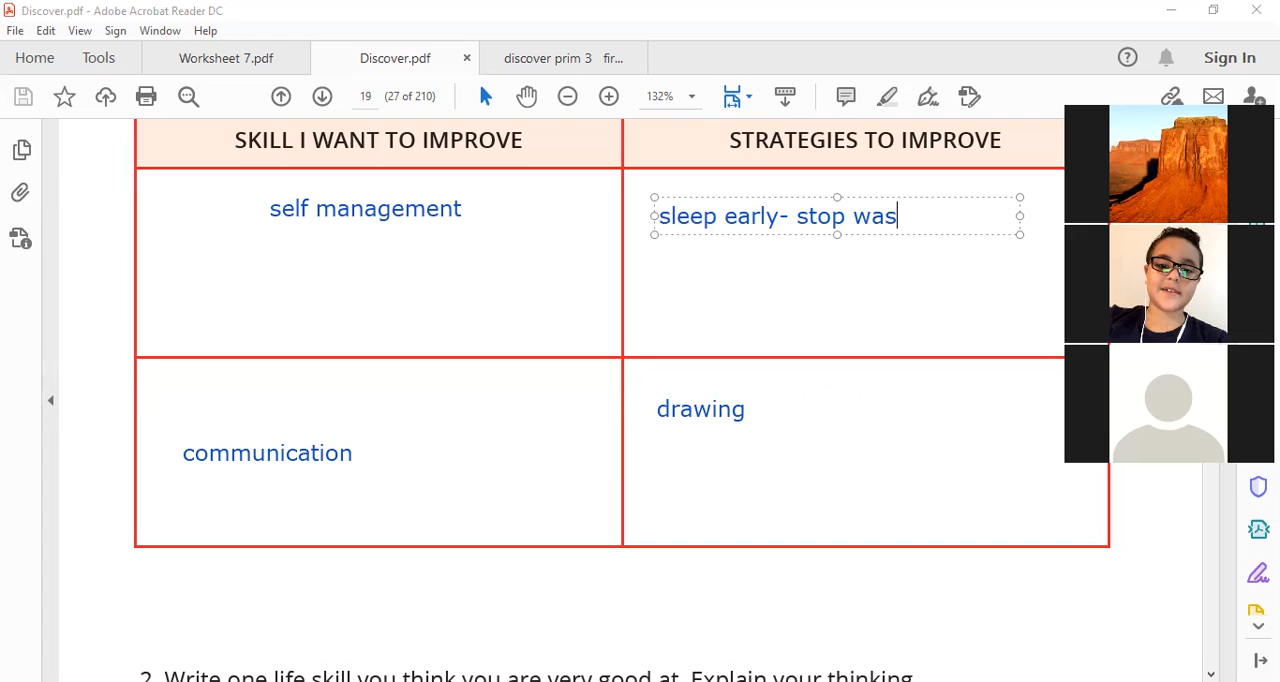 Discover.pdf - Adobe Acrobat Reader DC
File Edit View Sign Window Help
Home Tools Worksheet 7.pdf Discover.pdf × discover prim 3 fir... Sign In
19 (27 of 210) 132%
SKILL I WANT TO IMPROVE STRATEGIES TO IMPROVE
self management sleep early- stop was
drawing
communication
2. Write one life skill you think you are very good at. Explain your thinking.